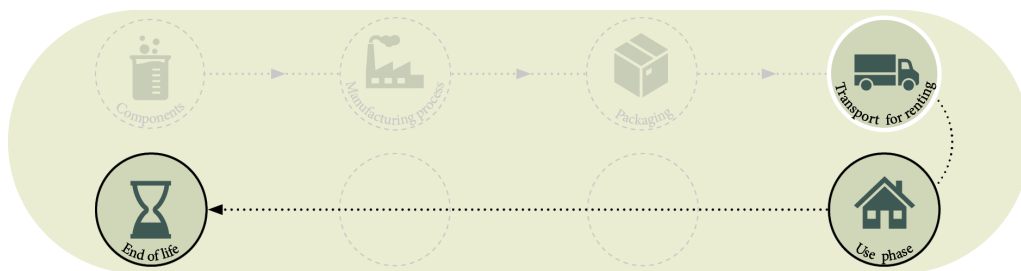 Components
Manufacturing process
Packaging
Transport for renting
End of life
Use phase